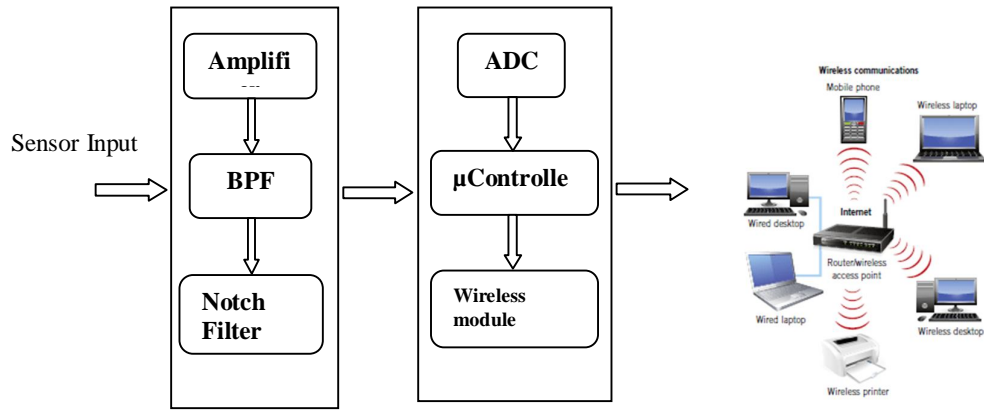 Sensor Input
Amplifi
BPF
Notch
Filter
ADC
µControlle
Wireless
module
Wireless communications
Mobile phone
Wireless laptop
Wired desktop
Internet
Router/wireless
access point
Wired laptop
Wireless desktop
Wireless printer